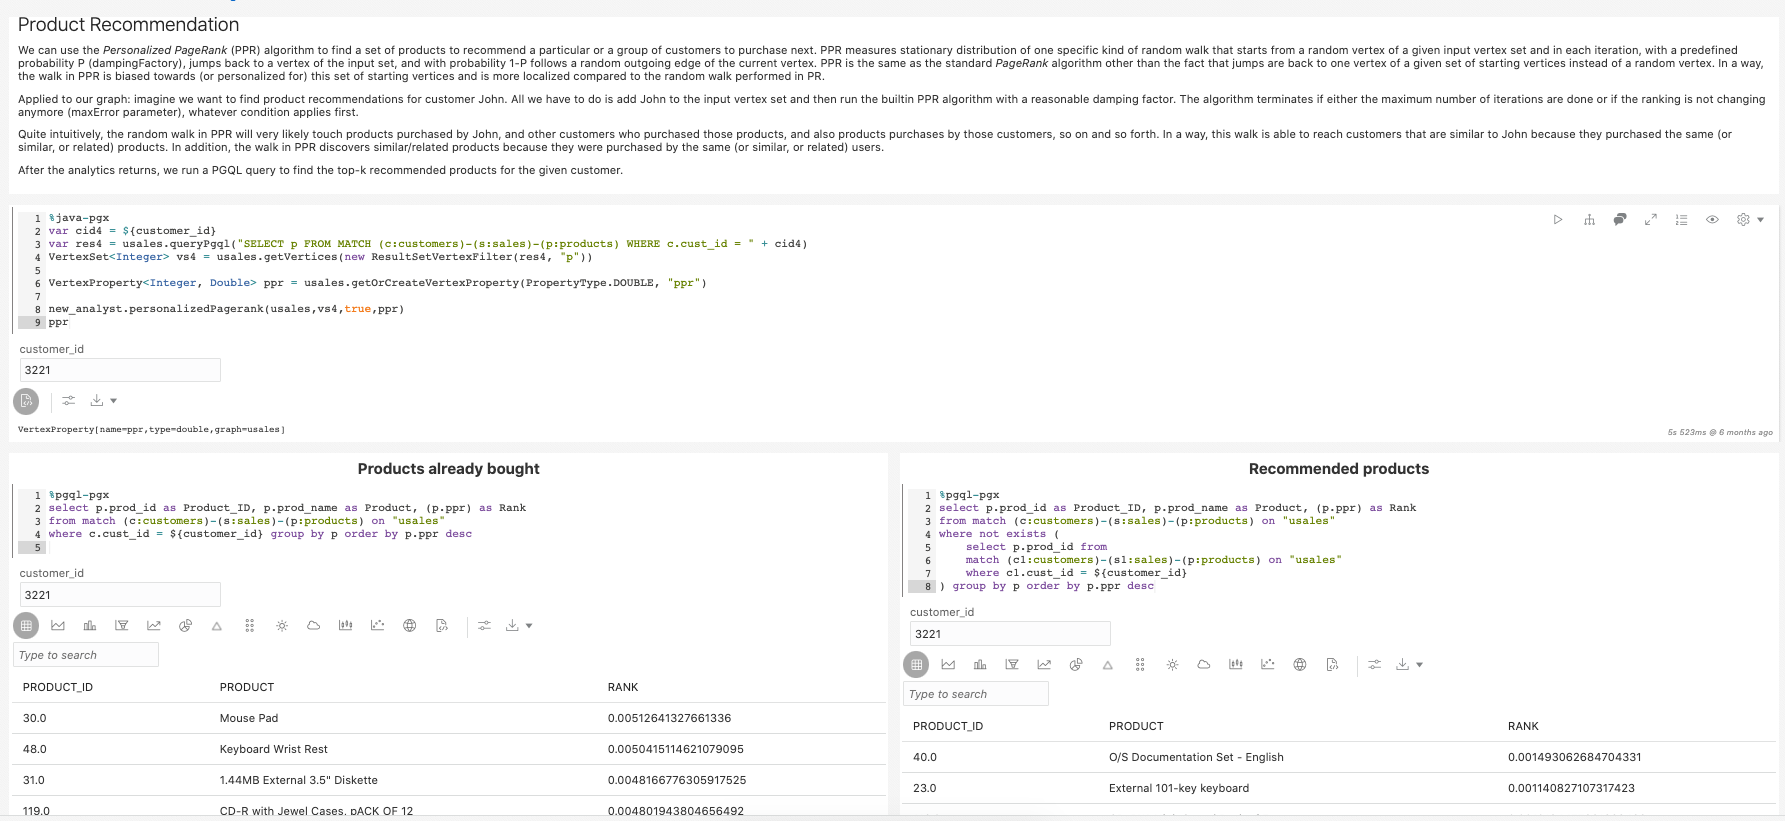 Product Recommendation
We can use the Personalized PageRank (PPR) algorithm to find a set of products to recommend a particular or a group of customers to purchase next. PPR measures stationary distribution of one specific kind of random walk that starts from a random vertex of a given input vertex set and in each iteration, with a predefined
probability P (dampingFactory), jumps back to a vertex of the input set, and with probability 1-P follows a random outgoing edge of the current vertex. PPR is the same as the standard PageRank algorithm other than the fact that jumps are back to one vertex of a given set of starting vertices instead of a random vertex. In a way,
the walk in PPR is biased towards (or personalized for) this set of starting vertices and is more localized compared to the random walk performed in PR.
Applied to our graph: imagine we want to find product recommendations for customer John. All we have to do is add John to the input vertex set and then run the builtin PPR algorithm with a reasonable damping factor. The algorithm terminates if either the maximum number of iterations are done or if the ranking is not changing
anymore (maxError parameter), whatever condition applies first.
Quite intuitively, the random walk in PPR will very likely touch products purchased by John, and other customers who purchased those products, and also products purchases by those customers, so on and so forth. In a way, this walk is able to reach customers that are similar to John because they purchased the same (or
similar, or related) products. In addition, the walk in PPR discovers similar/related products because they were purchased by the same (or similar, or related) users.
After the analytics returns, we run a PGQL query to find the top-k recommended products for the given customer.
1 %java-pgx
2 var cid4 = ${customer_id}
3 var res4 = usales.queryPgql("SELECT p FROM MATCH (c:customers)-(s:sales)-(p:products) WHERE c.cust_id = " + cid4)
4 VertexSet<Integer> vs4 = usales.getVertices(new ResultSetVertexFilter(res4, "p"))
5
6 VertexProperty<Integer, Double> ppr = usales.getOrCreateVertexProperty(PropertyType.DOUBLE, "ppr")
7
8 new_analyst.personalizedPagerank(usales,vs4,true,ppr)
9 ppr
customer_id
3221
VertexProperty[name=ppr,type=double,graph=usales]
5s 523ms @ 6 months ago
Products already bought
1 %pgql-pgx
2 select p.prod_id as Product_ID, p.prod_name as Product, (p.ppr) as Rank
3 from match (c:customers)-(s:sales)-(p:products) on "usales"
4 where c.cust_id = ${customer_id} group by p order by p.ppr desc
5
customer_id
3221
Type to search
PRODUCT_ID PRODUCT RANK
30.0 Mouse Pad 0.00512641327661336
48.0 Keyboard Wrist Rest 0.0050415114621079095
31.0 1.44MB External 3.5" Diskette 0.0048166776305917525
119.0 CD-R with Jewel Cases, pACK OF 12 0.004801943804656492
Recommended products
1 %pgql-pgx
2 select p.prod_id as Product_ID, p.prod_name as Product, (p.ppr) as Rank
3 from match (c:customers)-(s:sales)-(p:products) on "usales"
4 where not exists (
5 select p.prod_id from
6 match (c1:customers)-(s1:sales)-(p:products) on "usales"
7 where c1.cust_id = ${customer_id}
8 ) group by p order by p.ppr desc
customer_id
3221
Type to search
PRODUCT_ID PRODUCT RANK
40.0 O/S Documentation Set - English 0.001493062684704331
23.0 External 101-key keyboard 0.001140827107317423